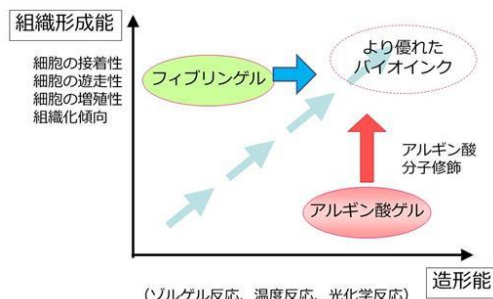 組織形成能
細胞の接着性
細胞の遊走性
細胞の増殖性
組織化傾向
フィブリンゲル
より優れた
バイオインク
アルギン酸
分子修飾
アルギン酸ゲル
造形能
(ゾルゲル反応、温度反応、光化学反応)